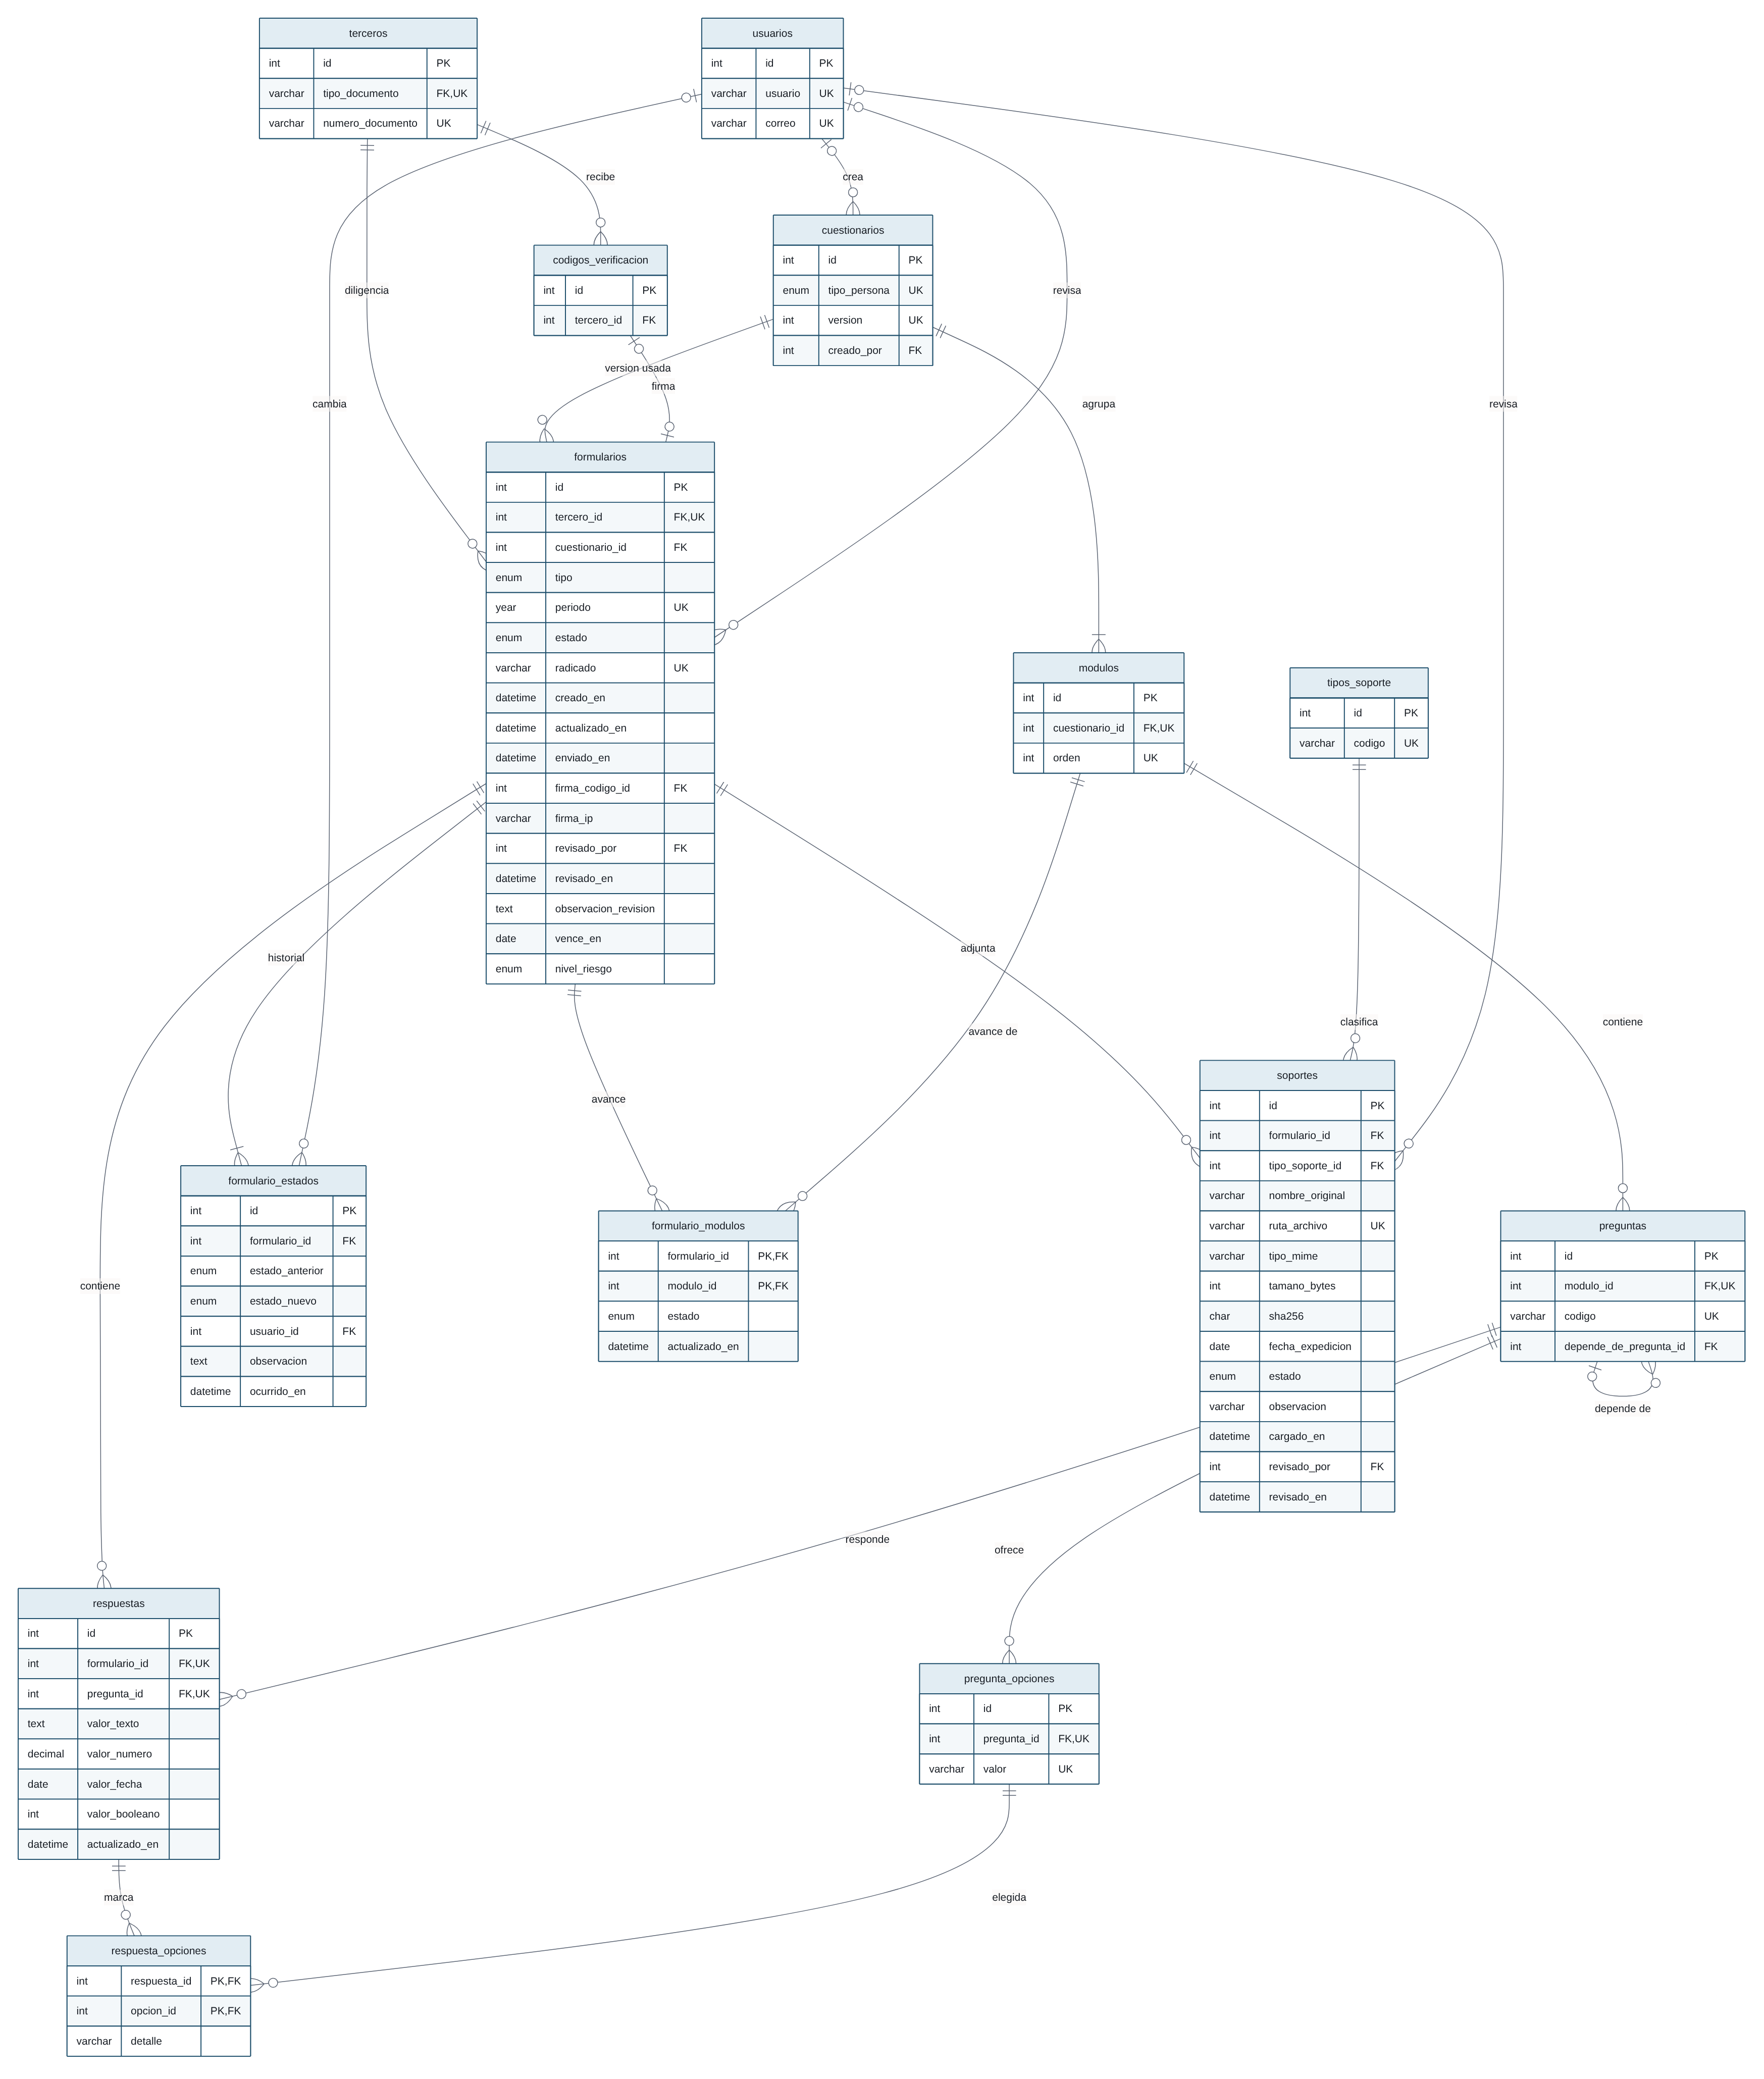 terceros
int id PK
varchar tipo_documento FK,UK
varchar numero_documento UK
usuarios
int id PK
varchar usuario UK
varchar correo UK
recibe
crea
codigos_verificacion
int id PK
int tercero_id FK
cuestionarios
int id PK
enum tipo_persona UK
int version UK
int creado_por FK
diligencia
revisa
cambia
version usada
firma
agrupa
revisa
formularios
int id PK
int tercero_id FK,UK
int cuestionario_id FK
enum tipo
year periodo UK
enum estado
varchar radicado UK
datetime creado_en
datetime actualizado_en
datetime enviado_en
int firma_codigo_id FK
varchar firma_ip
int revisado_por FK
datetime revisado_en
text observacion_revision
date vence_en
enum nivel_riesgo
modulos
int id PK
int cuestionario_id FK,UK
int orden UK
tipos_soporte
int id PK
varchar codigo UK
historial
adjunta
avance de
clasifica
contiene
avance
formulario_estados
int id PK
int formulario_id FK
enum estado_anterior
enum estado_nuevo
int usuario_id FK
text observacion
datetime ocurrido_en
formulario_modulos
int formulario_id PK,FK
int modulo_id PK,FK
enum estado
datetime actualizado_en
soportes
int id PK
int formulario_id FK
int tipo_soporte_id FK
varchar nombre_original
varchar ruta_archivo UK
varchar tipo_mime
int tamano_bytes
char sha256
date fecha_expedicion
enum estado
varchar observacion
datetime cargado_en
int revisado_por FK
datetime revisado_en
preguntas
int id PK
int modulo_id FK,UK
varchar codigo UK
int depende_de_pregunta_id FK
depende de
contiene
responde
ofrece
respuestas
int id PK
int formulario_id FK,UK
int pregunta_id FK,UK
text valor_texto
decimal valor_numero
date valor_fecha
int valor_booleano
datetime actualizado_en
pregunta_opciones
int id PK
int pregunta_id FK,UK
varchar valor UK
marca
elegida
respuesta_opciones
int respuesta_id PK,FK
int opcion_id PK,FK
varchar detalle